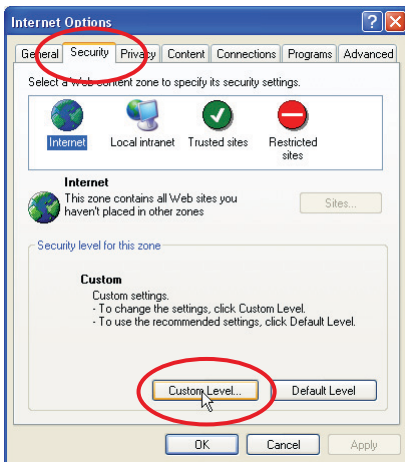 Internet Options
General Security Privacy Content Connections Programs Advanced
Select a Web content zone to specify its security settings.
Internet Local intranet Trusted sites Restricted sites
Internet
This zone contains all Web sites you
haven't placed in other zones
Sites...
Security level for this zone
Custom
Custom settings.
- To change the settings, click Custom Level.
- To use the recommended settings, click Default Level.
Custom Level... Default Level
OK Cancel Apply